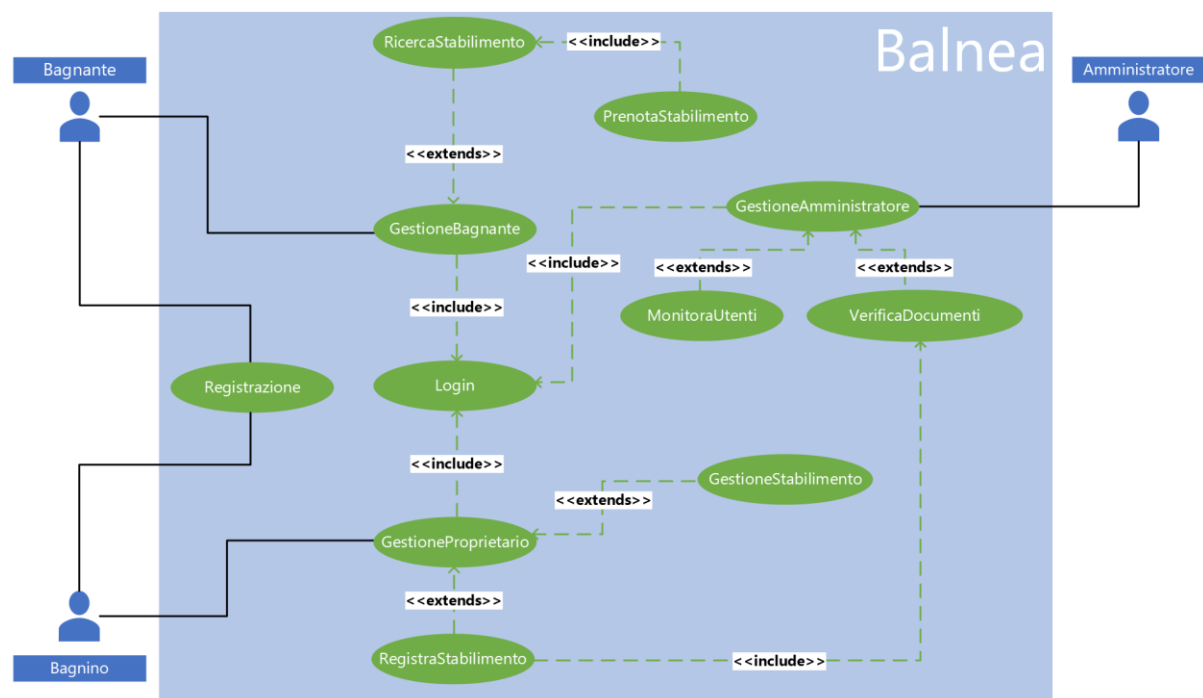 RicercaStabilimento
<<include>>
Balnea
Bagnante
Amministratore
PrenotaStabilimento
<<extends>>
GestioneAmministratore
GestioneBagnante
<<include>>
<<extends>>
<<extends>>
<<include>>
MonitoraUtenti
VerificaDocumenti
Registrazione
Login
<<include>>
GestioneStabilimento
<<extends>>
GestioneProprietario
<<extends>>
RegistraStabilimento
<<include>>
Bagnino